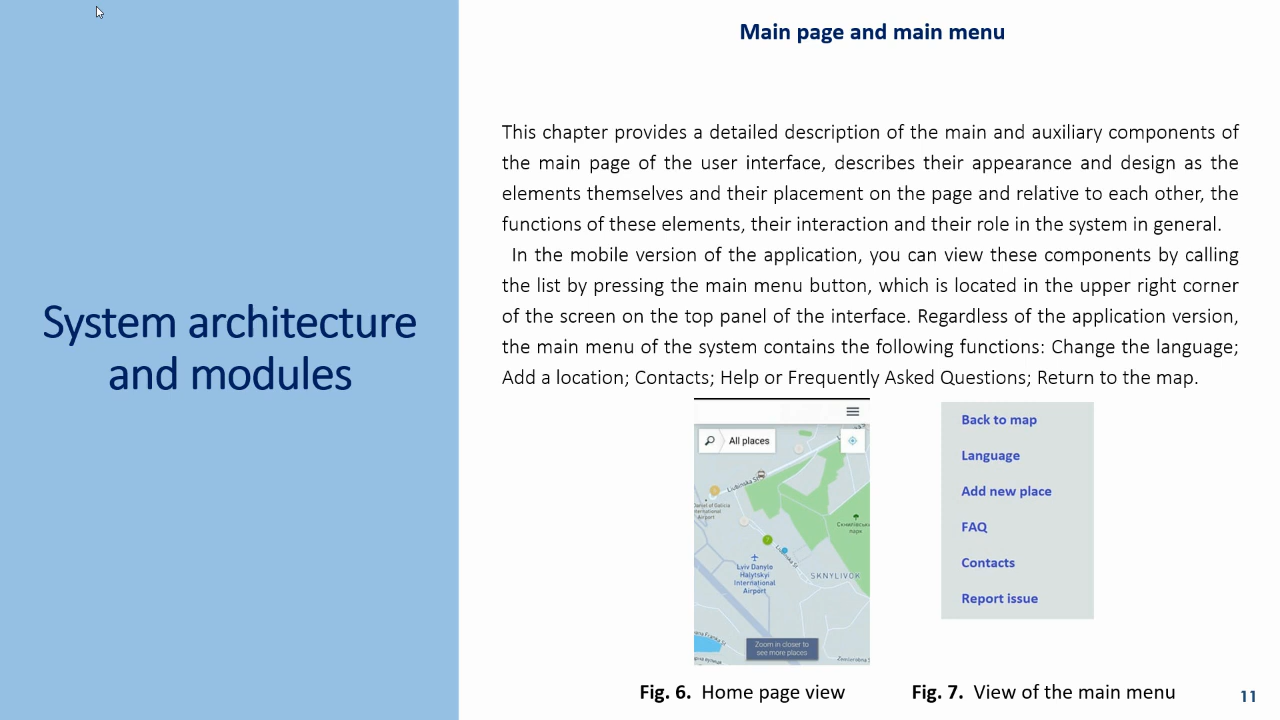 Main page and main menu
This chapter provides a detailed description of the main and auxiliary components of
the main page of the user interface, describes their appearance and design as the
elements themselves and their placement on the page and relative to each other, the
functions of these elements, their interaction and their role in the system in general.
In the mobile version of the application, you can view these components by calling
the list by pressing the main menu button, which is located in the upper right corner
of the screen on the top panel of the interface. Regardless of the application version,
the main menu of the system contains the following functions: Change the language;
Add a location; Contacts; Help or Frequently Asked Questions; Return to the map.
System architecture
and modules
All places
Liubinska St
of Galicia
International
Airport
Скнилівський
парк
Lviv Danylo
Halytskyi
International
Airport
SKNYLIVOK
Zoom in closer to
see more places
Back to map
Language
Add new place
FAQ
Contacts
Report issue
Fig. 6. Home page view
Fig. 7. View of the main menu
11